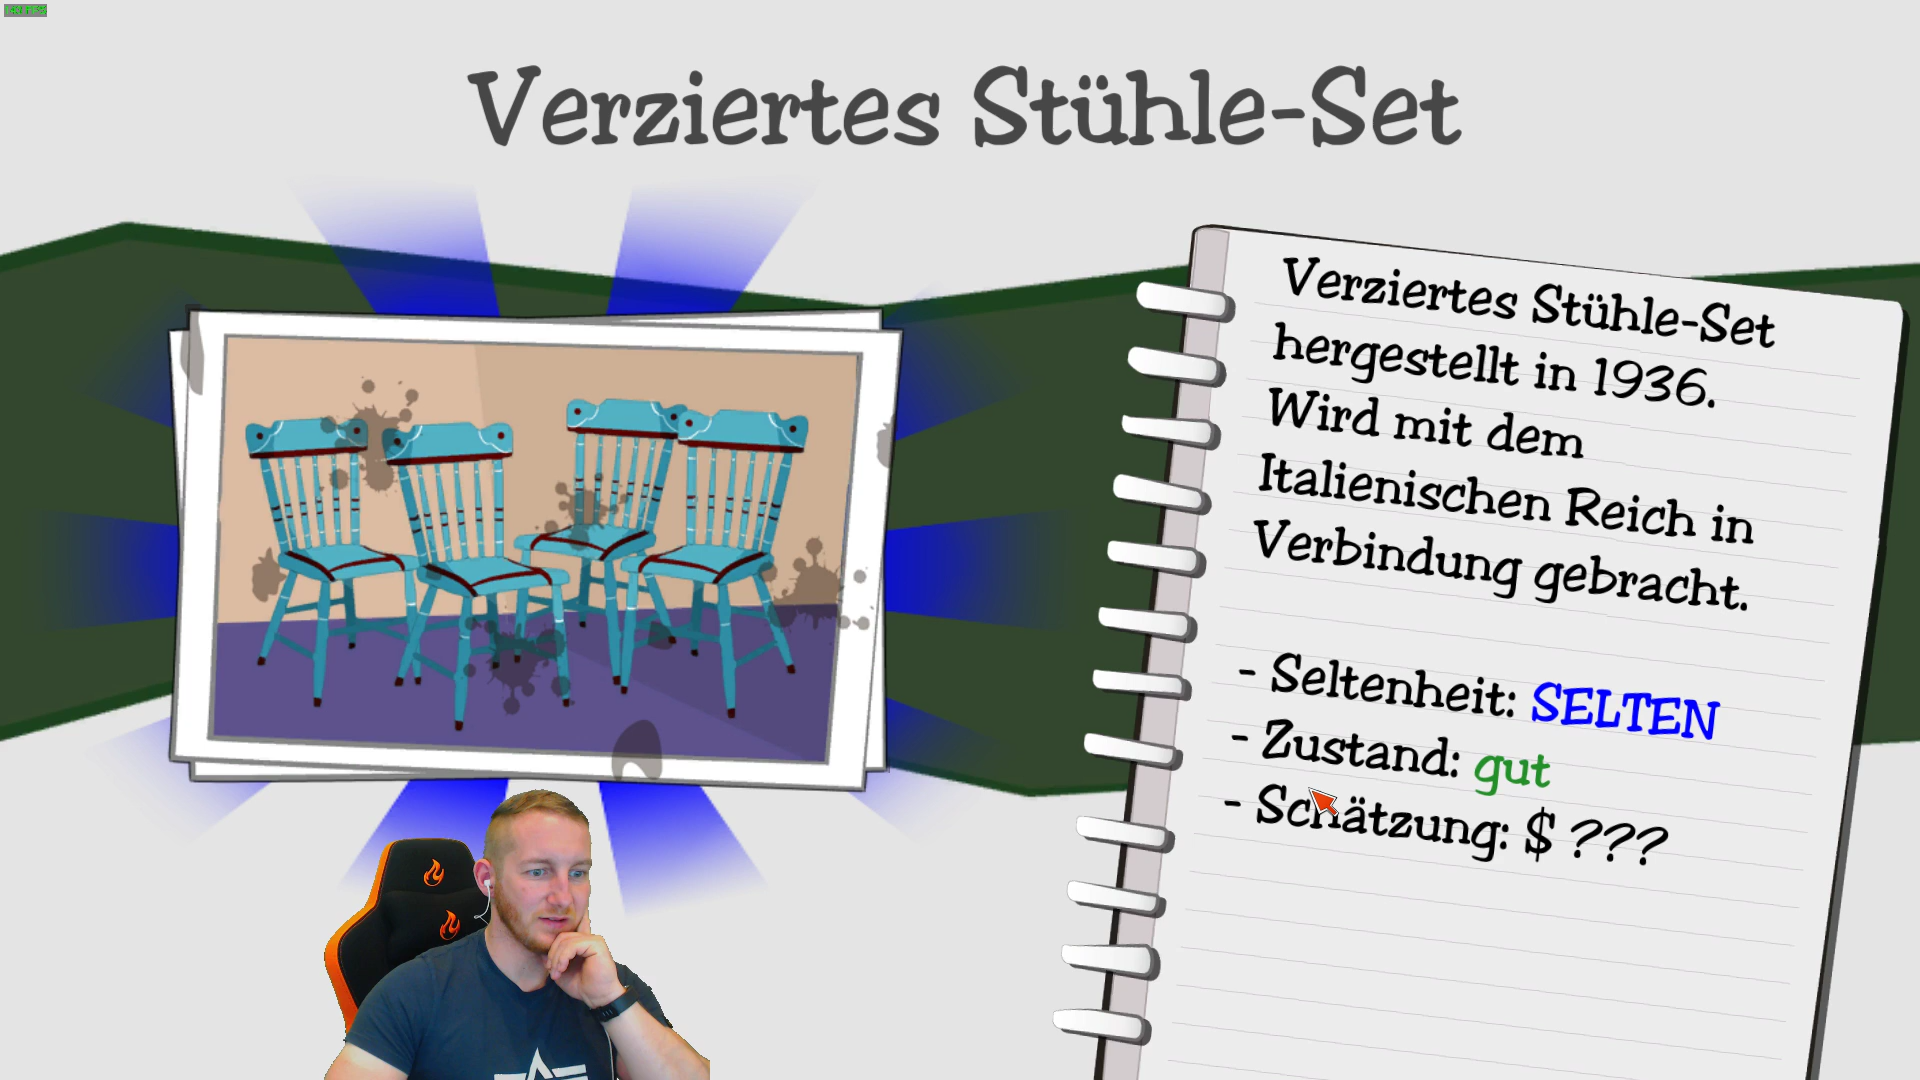 Verziertes Stühle-Set
Verziertes Stühle-Set
hergestellt in 1936.
Wird mit dem
Italienischen Reich in
Verbindung gebracht.
- Seltenheit: SELTEN
- Zustand: gut
- Schätzung: $ ???